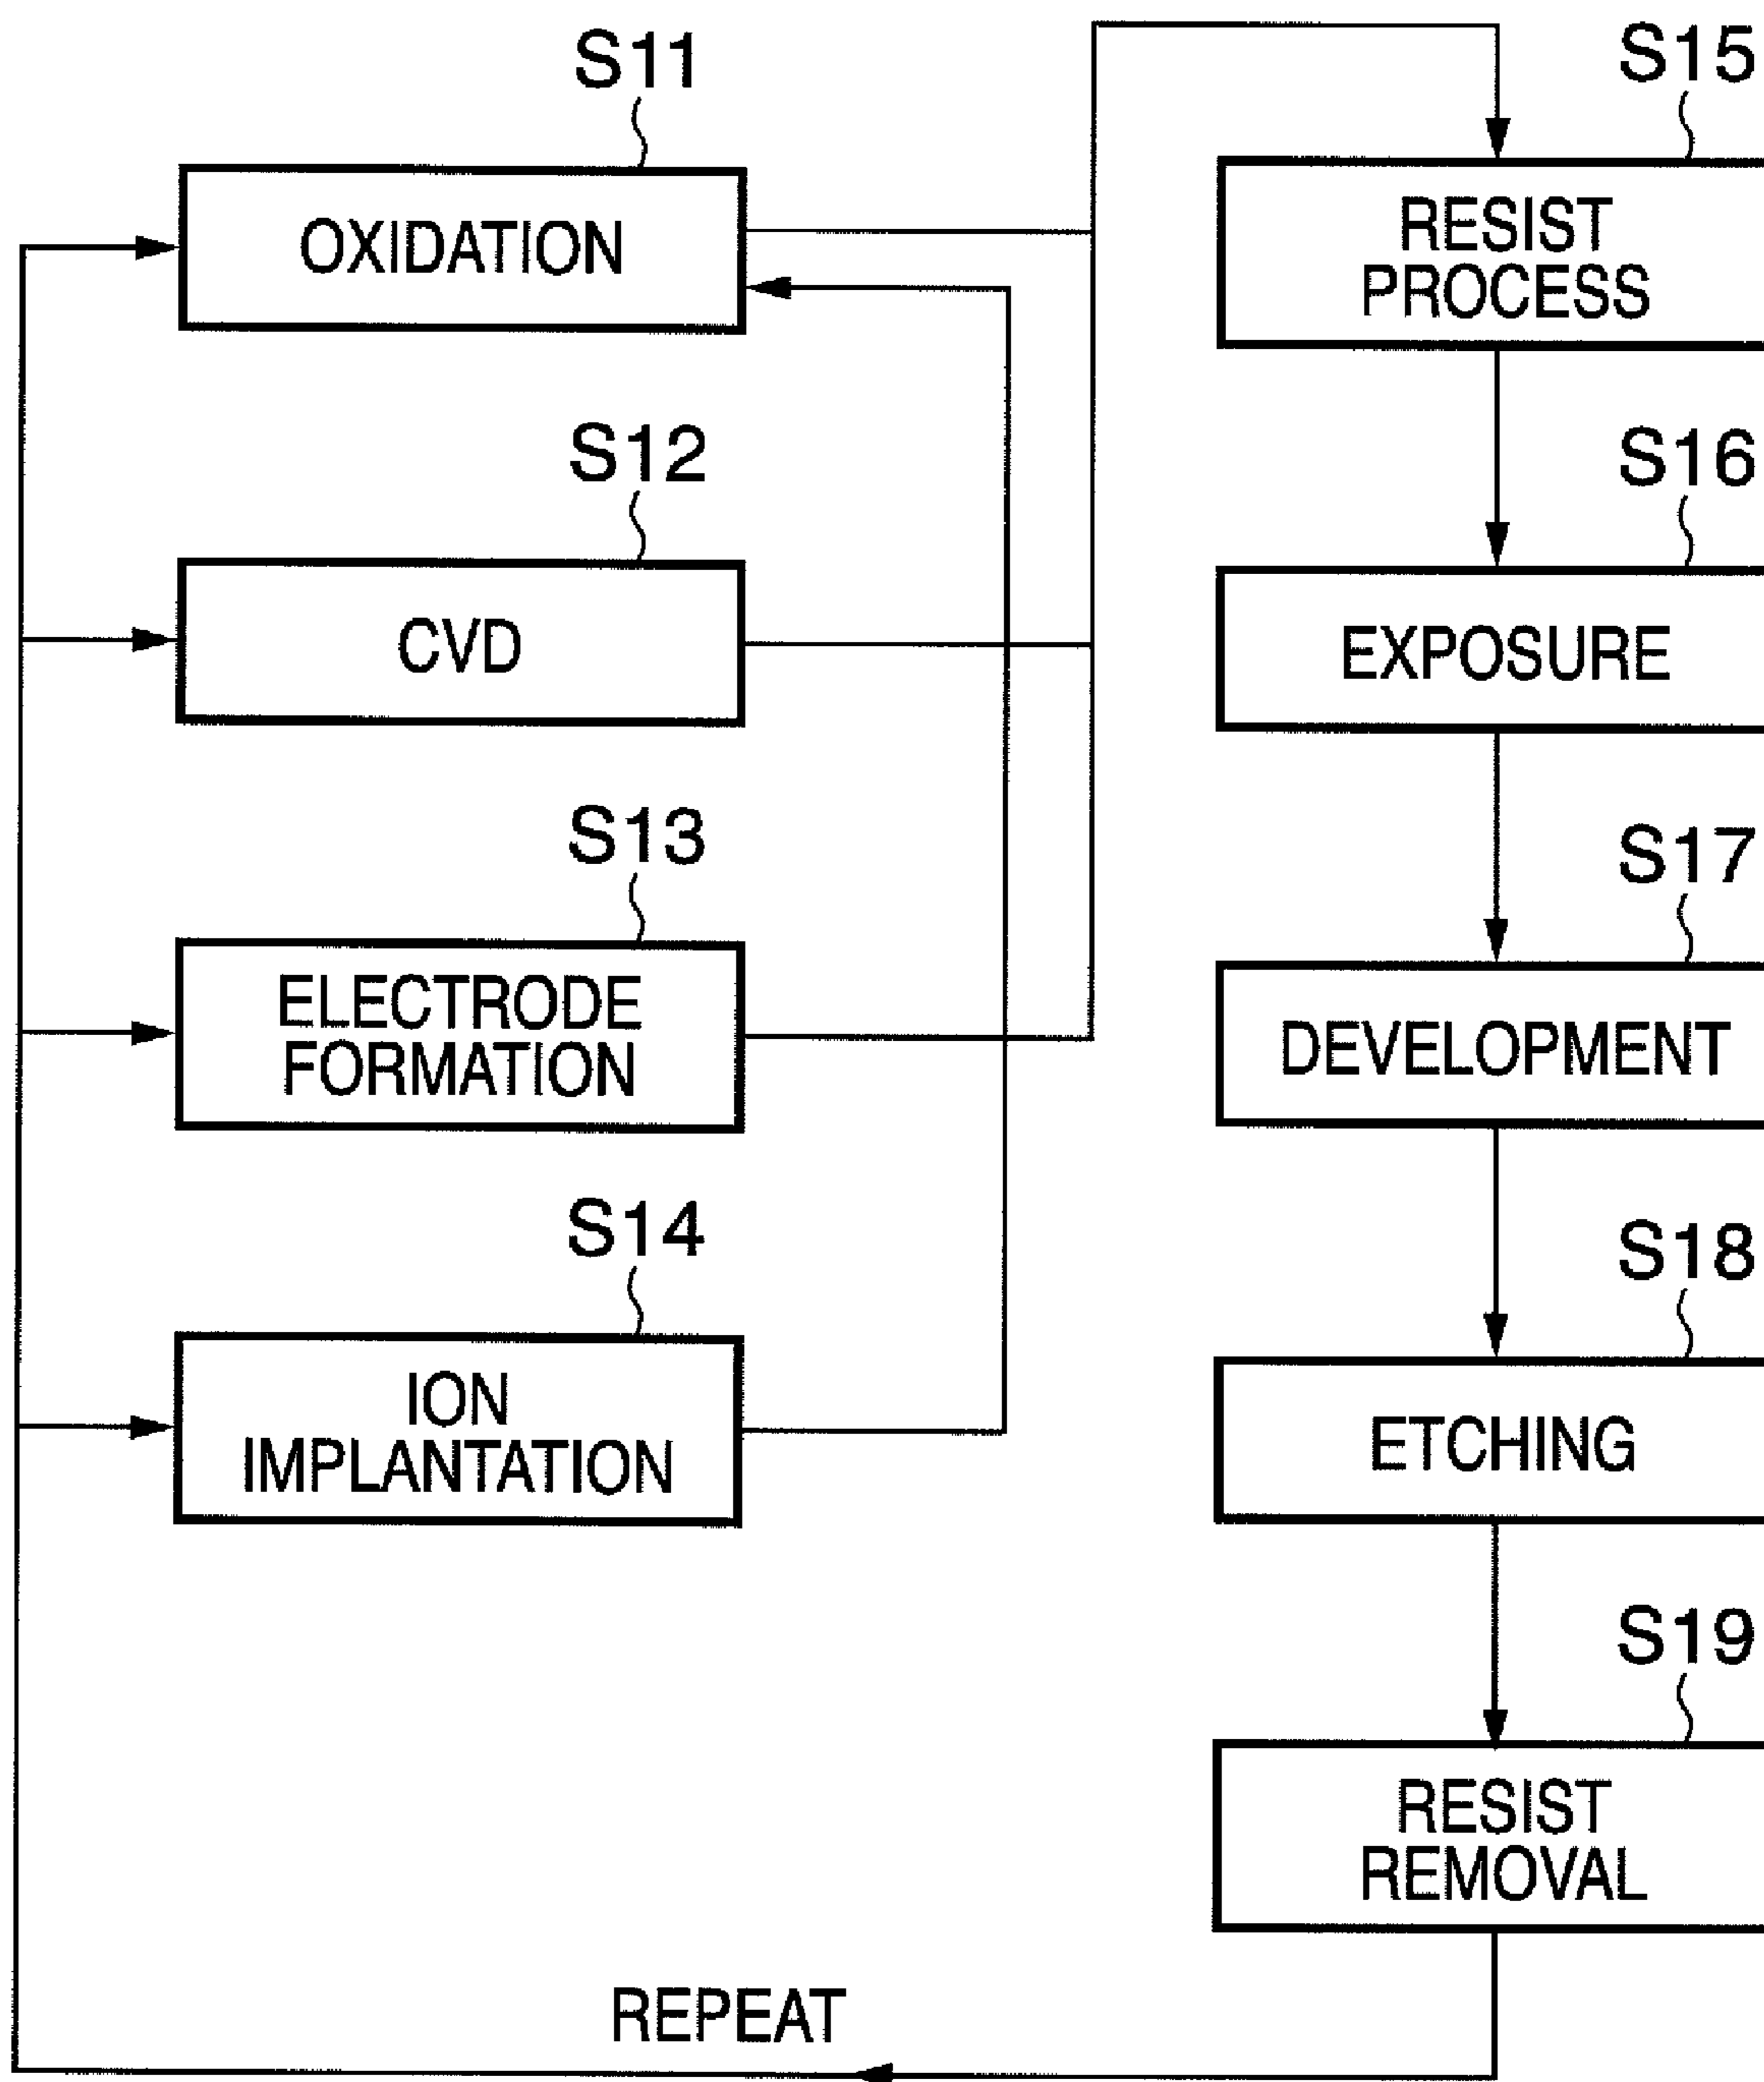 S11
OXIDATION
S12
CVD
S13
ELECTRODE
FORMATION
S14
ION
IMPLANTATION
S15
RESIST
PROCESS
S16
EXPOSURE
S17
DEVELOPMENT
S18
ETCHING
S19
RESIST
REMOVAL
REPEAT